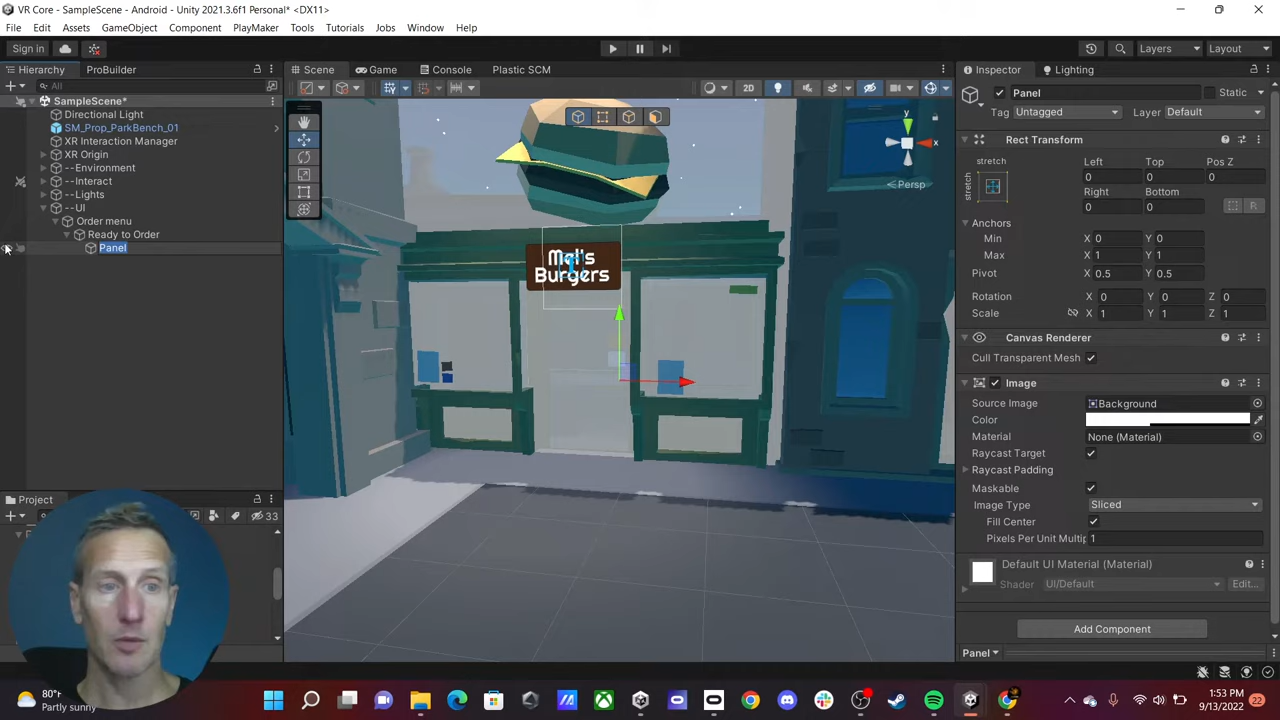 VR Core - SampleScene - Android - Unity 2021.3.6f1 Personal* <DX11>
File Edit Assets GameObject Component PlayMaker Tools Tutorials Jobs Window Help
Sign in Layers Layout
Hierarchy ProBuilder Scene Game Console Plastic SCM Inspector Lighting
All
2D
SampleScene*
Directional Light
SM_Prop_ParkBench_01
XR Interaction Manager
XR Origin
--Environment
--Interact
--Lights
--UI
Order menu
Ready to Order
Panel
y
x
Persp
Mel's
Burgers
Panel Static
Tag Untagged Layer Default
Rect Transform
stretch
stretch
Left Top Pos Z
0 0 0
Right Bottom
0 0 R
Anchors
Min X 0 Y 0
Max X 1 Y 1
Pivot X 0.5 Y 0.5
Rotation X 0 Y 0 Z 0
Scale X 1 Y 1 Z 1
Canvas Renderer
Cull Transparent Mesh
Image
Source Image Background
Color
Material None (Material)
Raycast Target
Raycast Padding
Maskable
Image Type Sliced
Fill Center
Pixels Per Unit Multip 1
Default UI Material (Material)
Shader UI/Default Edit...
Add Component
Panel
Project
33
80°F
Partly sunny
1:53 PM
9/13/2022
22